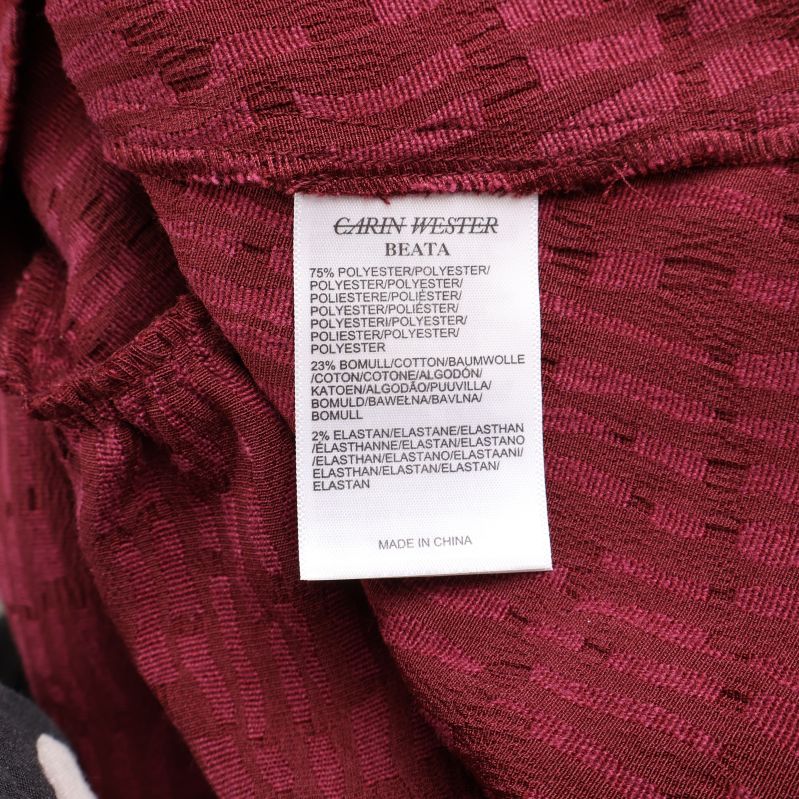 CARIN WESTER
BEATA
75% POLYESTER/POLYESTER/
POLYESTER/POLYESTER/
POLIESTERE/POLIÉSTER/
POLYESTER/POLIÉSTER/
POLYESTERI/POLYESTER/
POLIESTER/POLYESTER/
POLYESTER
23% BOMULL/COTTON/BAUMWOLLE
/COTON/COTONE/ALGODÓN/
KATOEN/ALGODÃO/PUUVILLA/
BOMULD/BAWEŁNA/BAVLNA/
BOMULL
2% ELASTAN/ELASTANE/ELASTHAN
/ÉLASTHANNE/ELASTAN/ELASTANO
/ELASTHAN/ELASTANO/ELASTAANI/
ELASTHAN/ELASTAN/ELASTAN/
ELASTAN
MADE IN CHINA